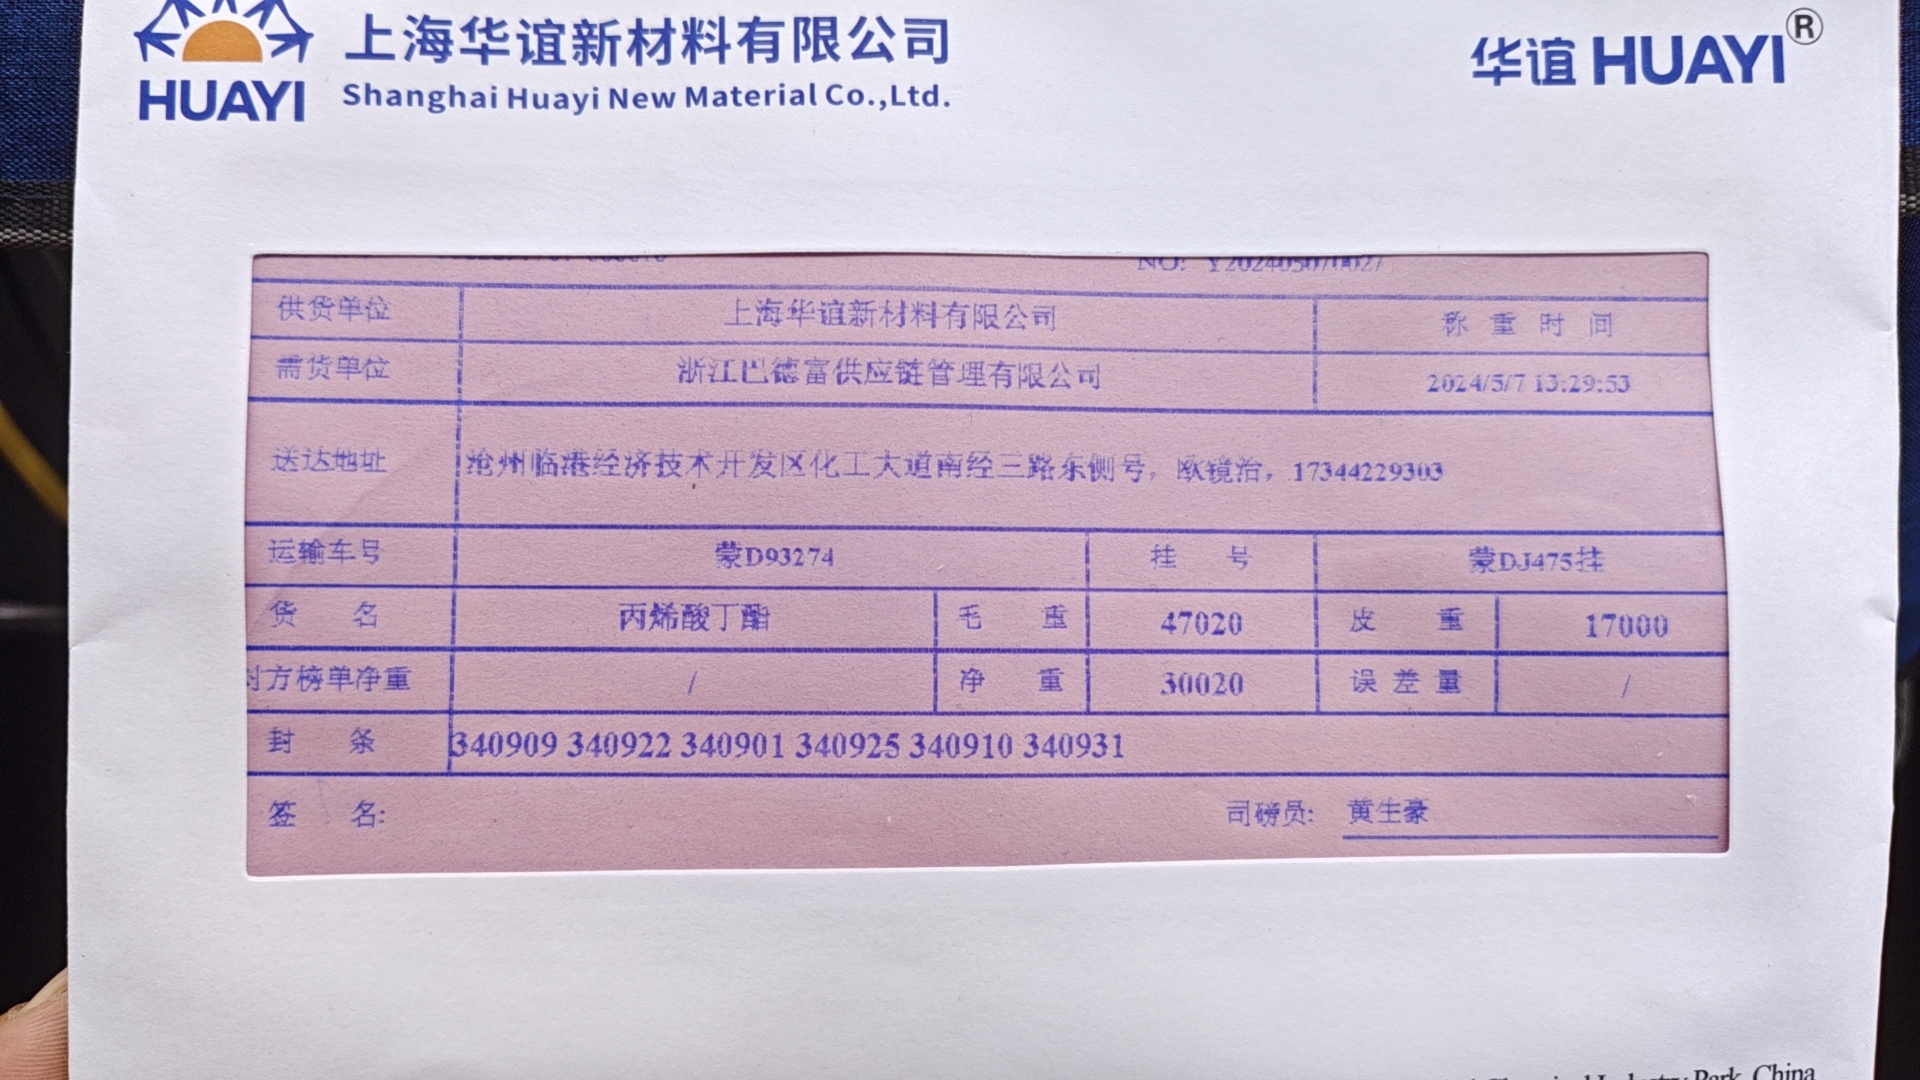 上海华谊新材料有限公司
HUAYI
Shanghai Huayi New Material Co.,Ltd.
华谊 HUAYI®
NO: Y202405070027
供货单位 上海华谊新材料有限公司 称重时间
需货单位 浙江巴德富供应链管理有限公司 2024/5/7 13:29:53
送达地址 沧州临港经济技术开发区化工大道南经三路东侧号，欧镜治，17344229303
运输车号 蒙D93274 挂号 蒙DJ475挂
货名 丙烯酸丁酯 毛重 47020 皮重 17000
对方榜单净重 / 净重 30020 误差量 /
封条 340909 340922 340901 340925 340910 340931
签名: 司磅员: 黄生豪
Industry Park, China